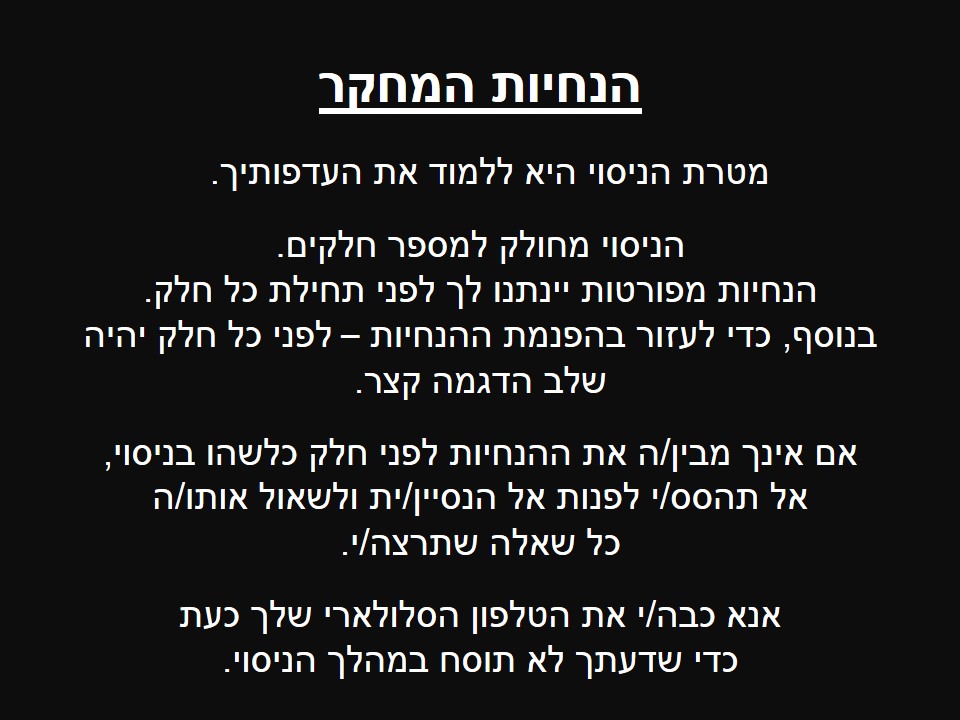 הנחיות המחקר
מטרת הניסוי היא ללמוד את העדפותיך.
הניסוי מחולק למספר חלקים.
הנחיות מפורטות יינתנו לך לפני תחילת כל חלק.
בנוסף, כדי לעזור בהפנמת ההנחיות – לפני כל חלק יהיה
שלב הדגמה קצר.
אם אינך מבין/ה את ההנחיות לפני חלק כלשהו בניסוי,
אל תהסס/י לפנות אל הנסיין/ית ולשאול אותו/ה
כל שאלה שתרצה/י.
אנא כבה/י את הטלפון הסלולארי שלך כעת
כדי שדעתך לא תוסח במהלך הניסוי.